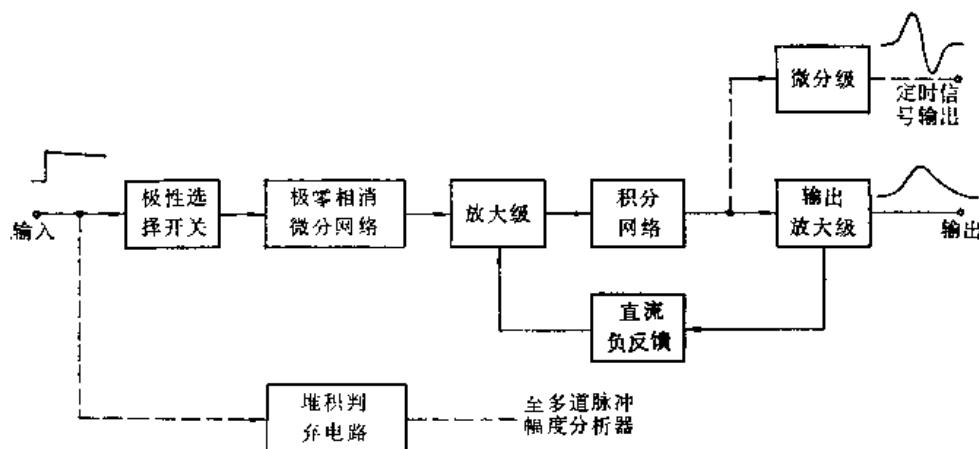 微分级
定时信
号输出
输入
极性选
择开关
极零相消
微分网络
放大级
积分
网络
输出
放大级
输出
直流
负反馈
堆积判
弃电路
至多道脉冲
幅度分析器